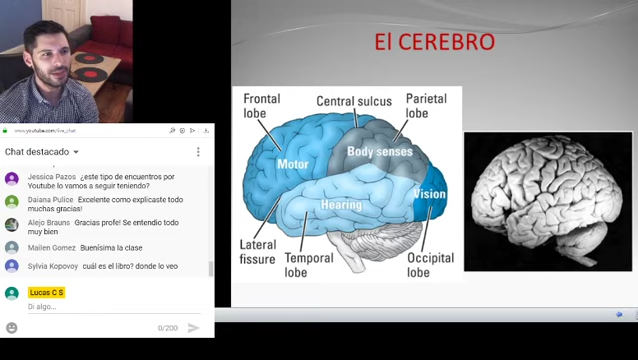 El CEREBRO
Frontal
lobe
Central sulcus
Parietal
lobe
Motor
Body senses
Hearing
Vision
Lateral
fissure
Temporal
lobe
Occipital
lobe
www.youtube.com/live_chat
Chat destacado
Jessica Pazos ¿este tipo de encuentros por
Youtube lo vamos a seguir teniendo?
Daiana Pulice Excelente como explicaste todo
muchas gracias!
Alejo Brauns Gracias profe! Se entendio todo
muy bien
Mailen Gomez Buenísima la clase
Sylvia Kopovoy cuál es el libro? donde lo veo
Lucas C S
Di algo...
0/200